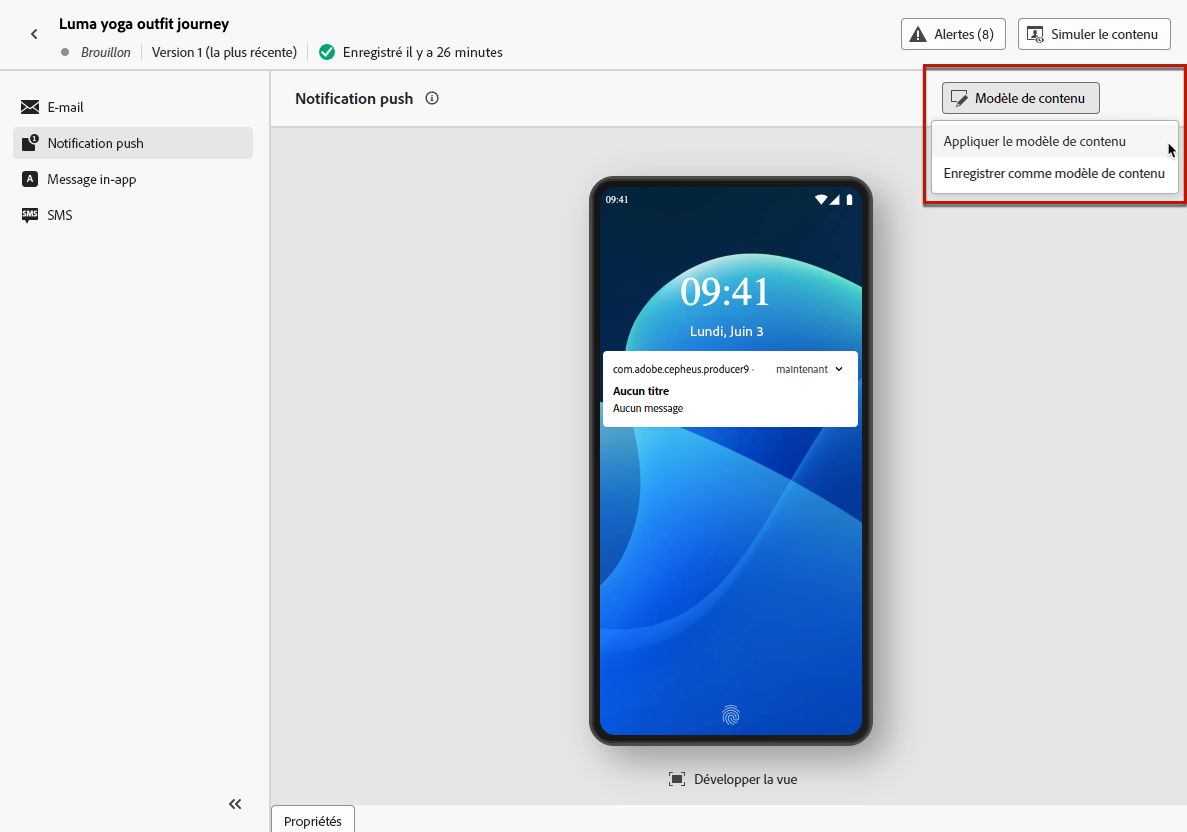 Luma yoga outfit journey
Brouillon
Version 1 (la plus récente)
Enregistré il y a 26 minutes
Alertes (8)
Simuler le contenu
E-mail
1
Notification push
A
Message in-app
SMS
SMS
Notification push
Modèle de contenu
Appliquer le modèle de contenu
Enregistrer comme modèle de contenu
09:41
09:41
Lundi, Juin 3
com.adobe.cepheus.producer9 · maintenant
Aucun titre
Aucun message
Développer la vue
Propriétés